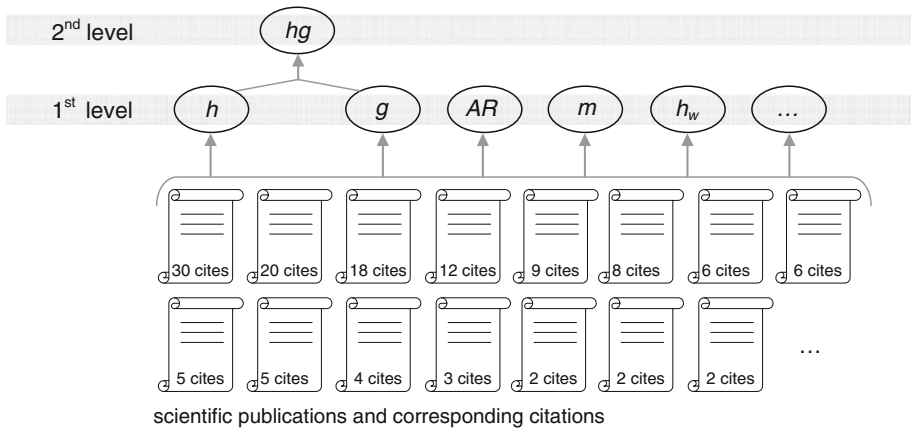 2nd level hg
1st level h g AR m hw ...
30 cites 20 cites 18 cites 12 cites 9 cites 8 cites 6 cites 6 cites
5 cites 5 cites 4 cites 3 cites 2 cites 2 cites 2 cites ...
scientific publications and corresponding citations